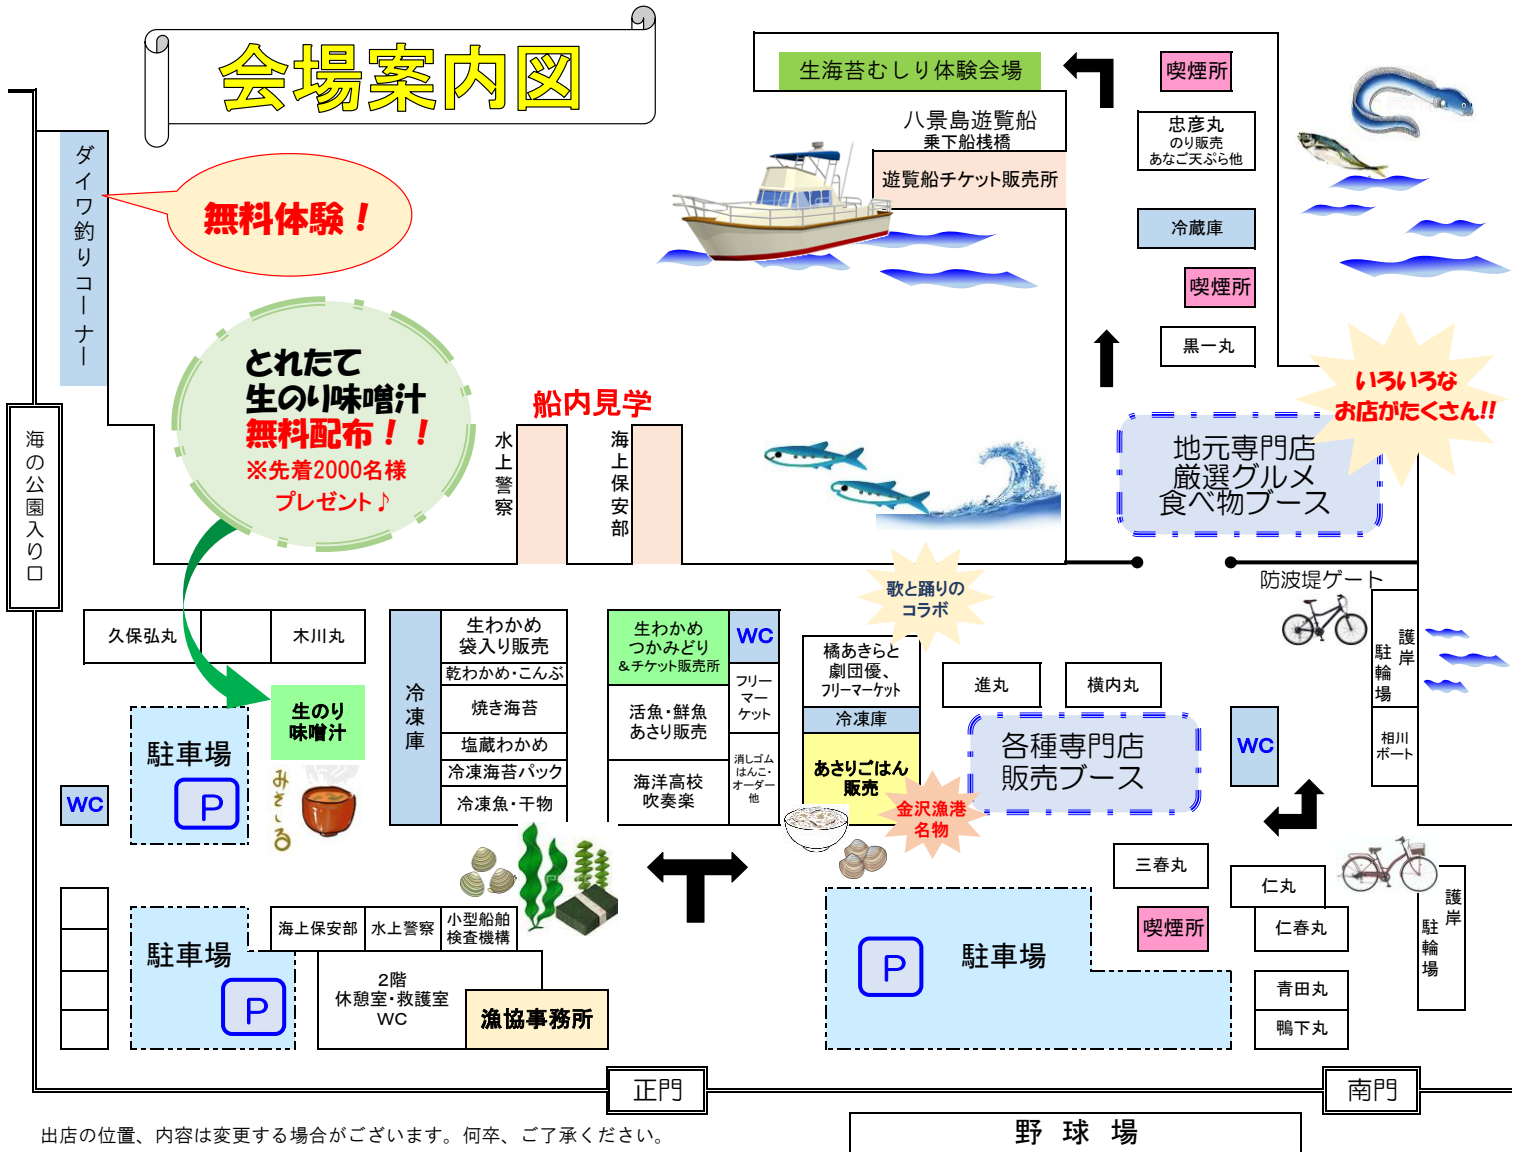 会場案内図
生海苔むしり体験会場
喫煙所
八景島遊覧船
乗下船桟橋
遊覧船チケット販売所
忠彦丸
のり販売
あなご天ぷら他
冷蔵庫
喫煙所
黒一丸
ダイワ釣りコーナー
無料体験！
とれたて
生のり味噌汁
無料配布！！
※先着2000名様
プレゼント♪
船内見学
水上警察
海上保安部
いろいろな
お店がたくさん!!
地元専門店
厳選グルメ
食べ物ブース
海の公園入り口
防波堤ゲート
歌と踊りの
コラボ
久保弘丸
木川丸
冷凍庫
生わかめ
袋入り販売
乾わかめ・こんぶ
焼き海苔
塩蔵わかめ
冷凍海苔パック
冷凍魚・干物
生わかめ
つかみどり
＆チケット販売所
活魚・鮮魚
あさり販売
海洋高校
吹奏楽
WC
フリー
マー
ケット
消しゴム
はんこ・
オーダー
他
橘あきらと
劇団優、
フリーマーケット
冷凍庫
あさりごはん
販売
金沢漁港
名物
進丸
横内丸
各種専門店
販売ブース
WC
護岸
駐輪場
相川
ボート
生のり
味噌汁
みそしる
駐車場
P
WC
三春丸
仁丸
喫煙所
仁春丸
青田丸
鴨下丸
護岸
駐輪場
駐車場
P
海上保安部
水上警察
小型船舶
検査機構
2階
休憩室・救護室
WC
漁協事務所
P
駐車場
正門
南門
野球場
出店の位置、内容は変更する場合がございます。何卒、ご了承ください。